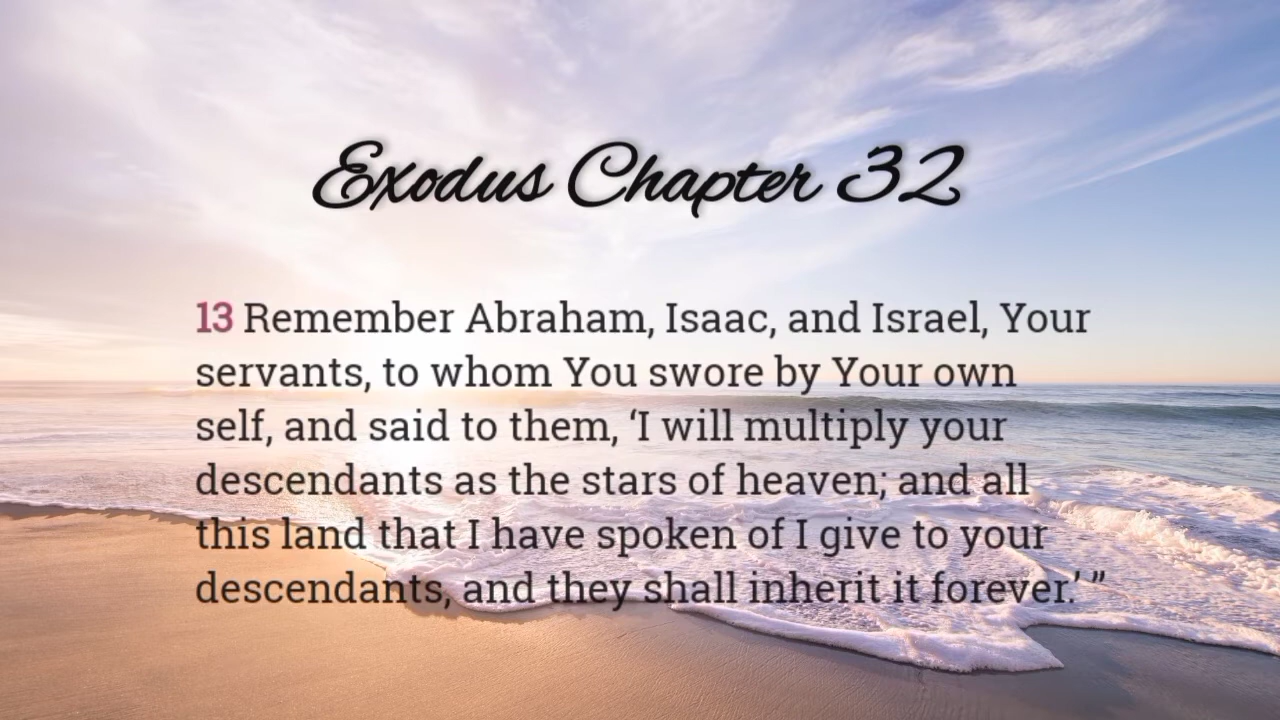 Exodus Chapter 32
13 Remember Abraham, Isaac, and Israel, Your
servants, to whom You swore by Your own
self, and said to them, ‘I will multiply your
descendants as the stars of heaven; and all
this land that I have spoken of I give to your
descendants, and they shall inherit it forever.’ ”